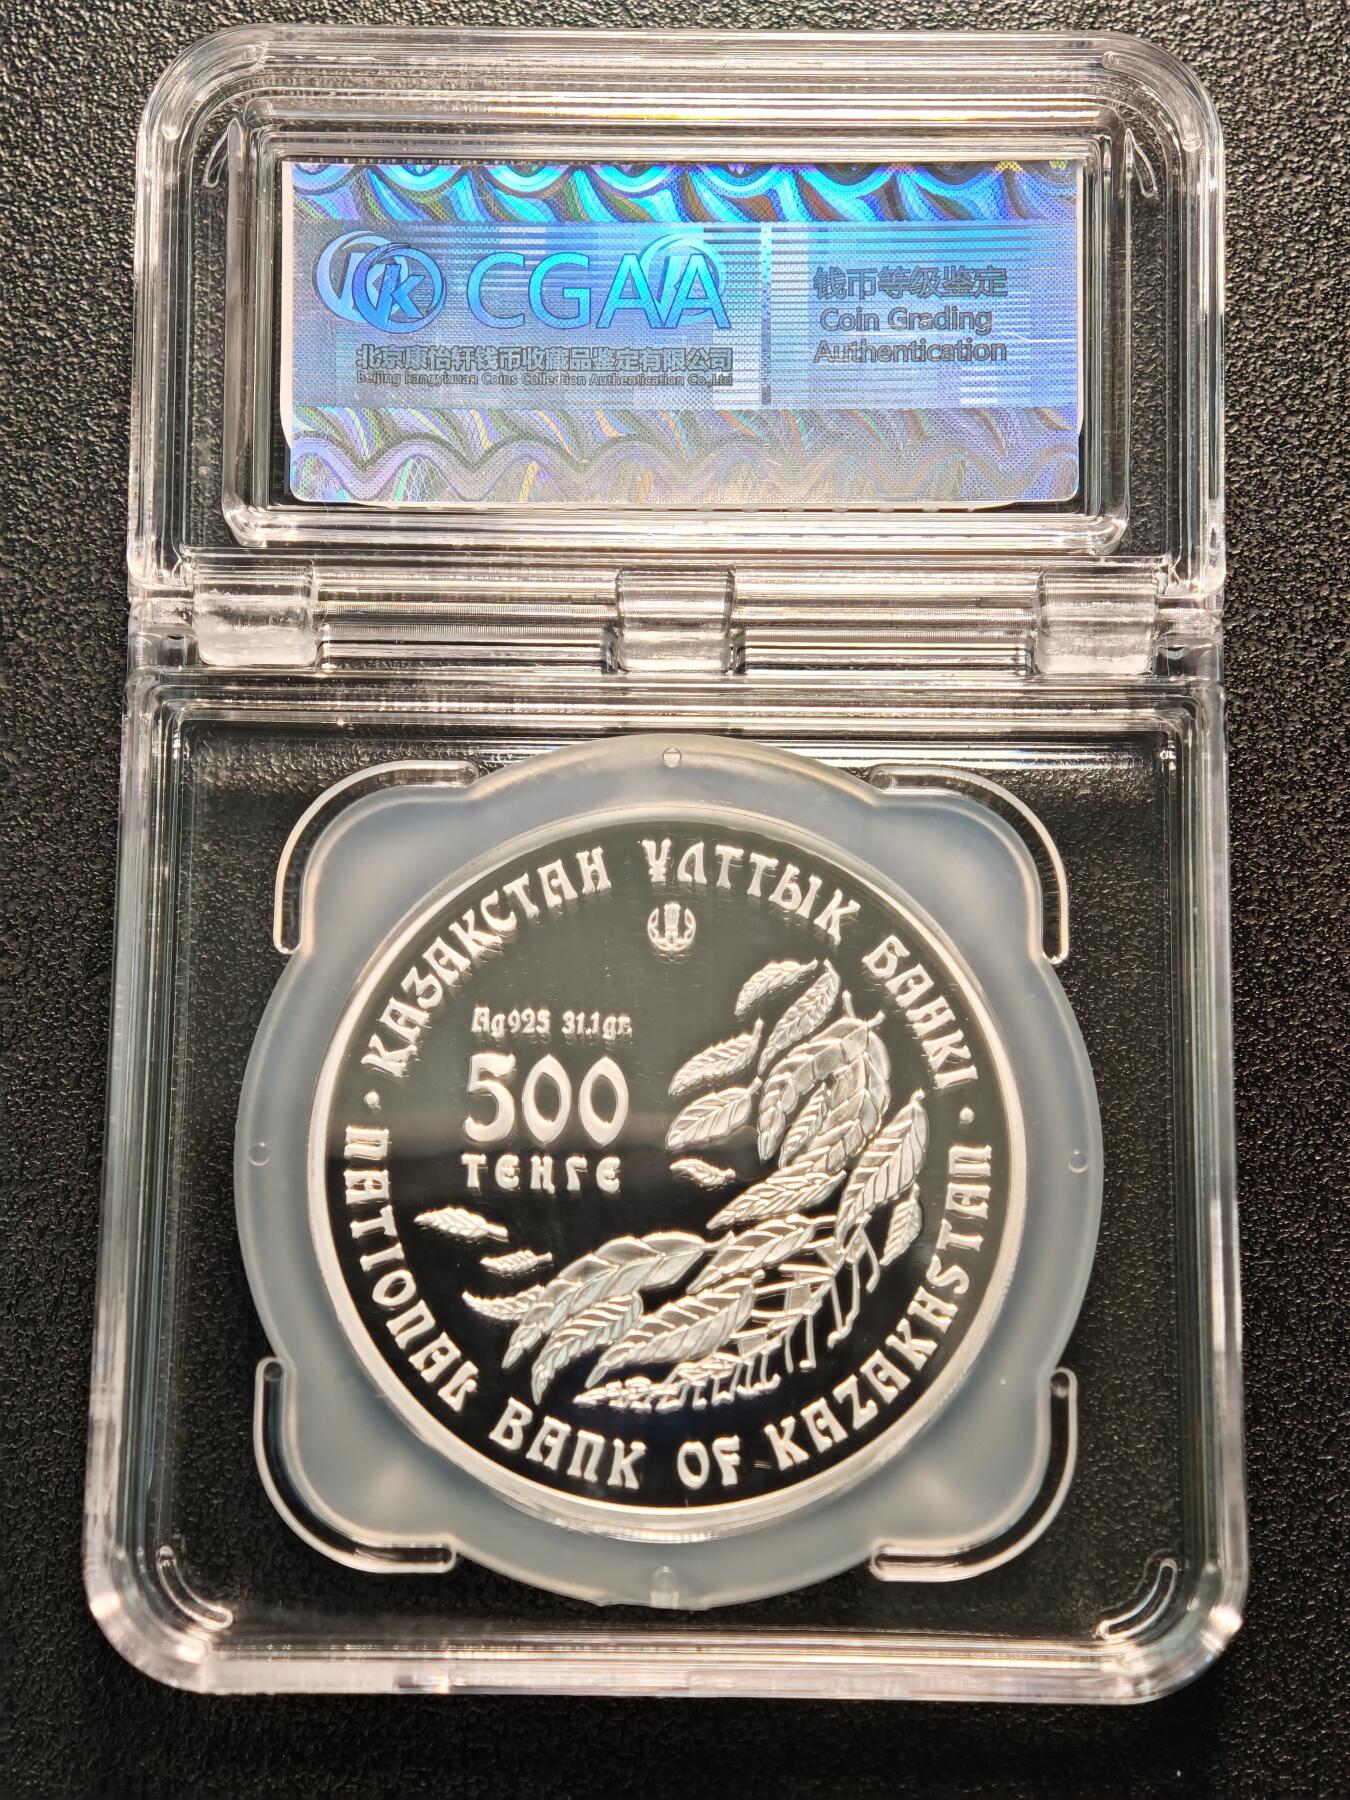 CGAA
北京康怡轩钱币收藏品鉴定有限公司
Beijing kangyixuan Coins Collection Authentication Co.,Ltd
钱币等级鉴定
Coin Grading
Authentication
ҚАЗАҚСТАН ҰЛТТЫҚ БАНКІ
Ag925 31.1gr.
500
ТЕҢГЕ
NATIONAL BANK OF KAZAKHSTAN